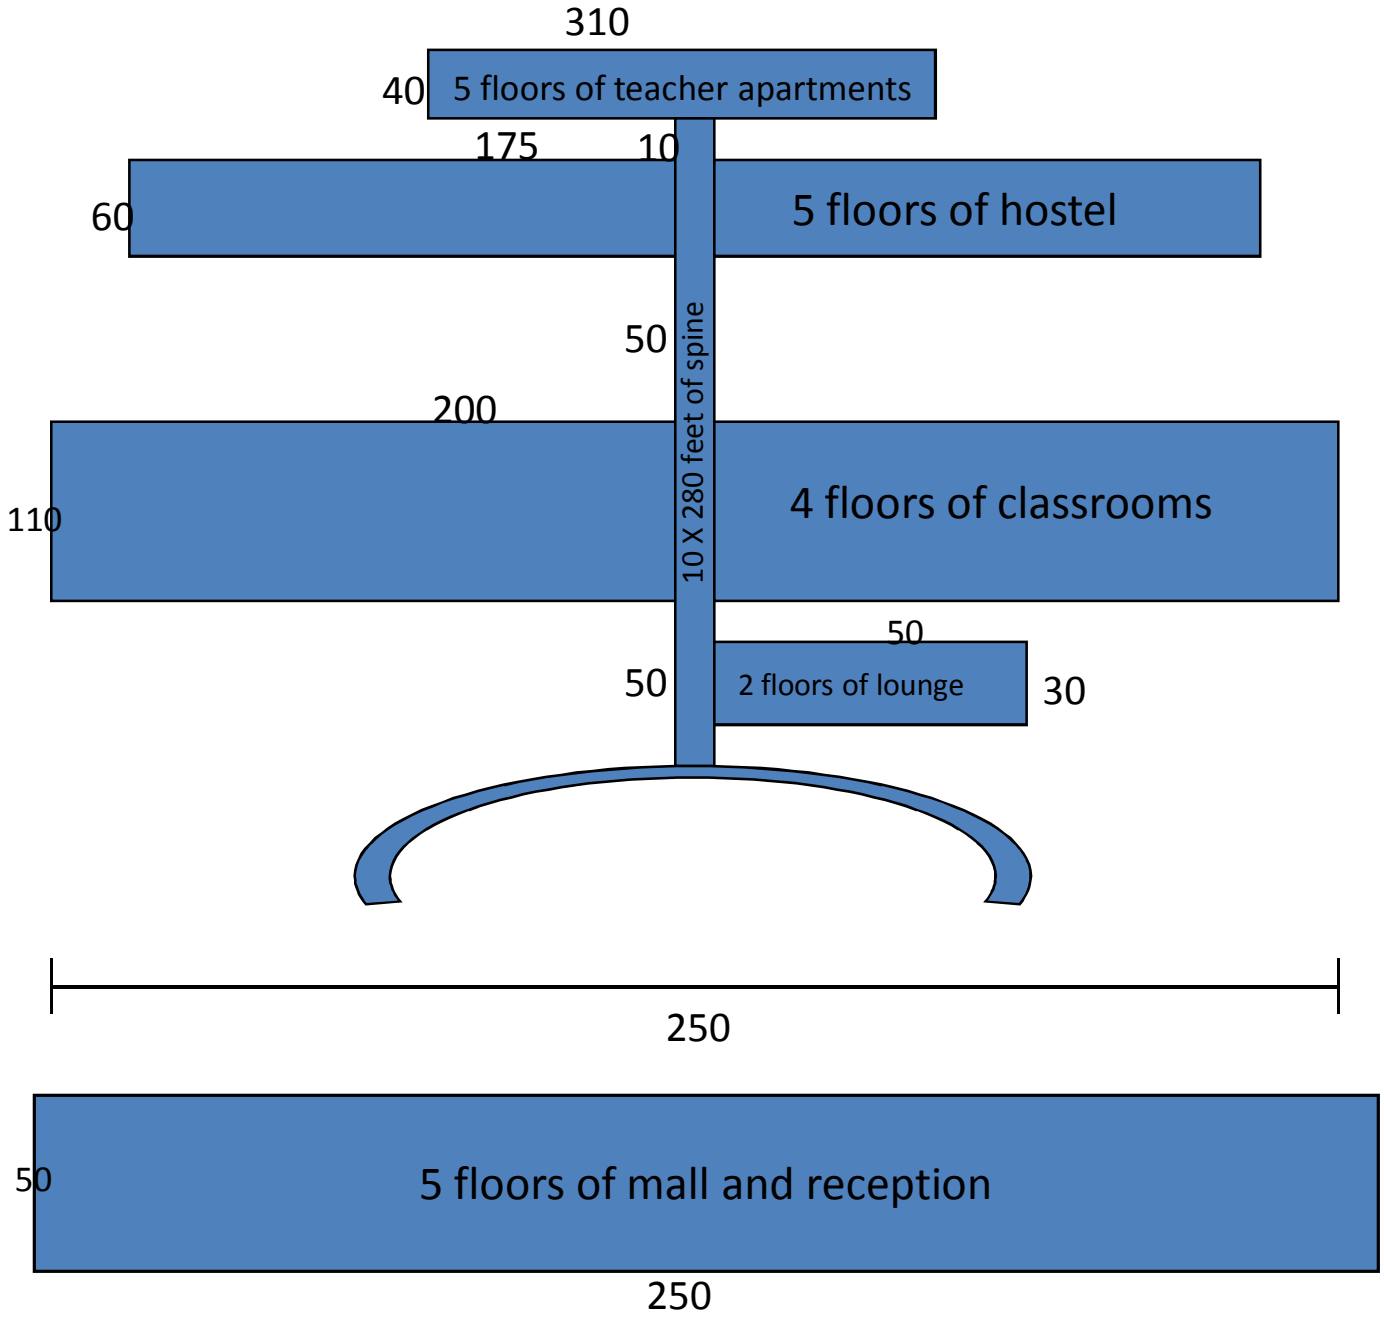 310
40
5 floors of teacher apartments
175
10
60
5 floors of hostel
50
10 X 280 feet of spine
200
110
4 floors of classrooms
50
50
2 floors of lounge
30
250
50
5 floors of mall and reception
250